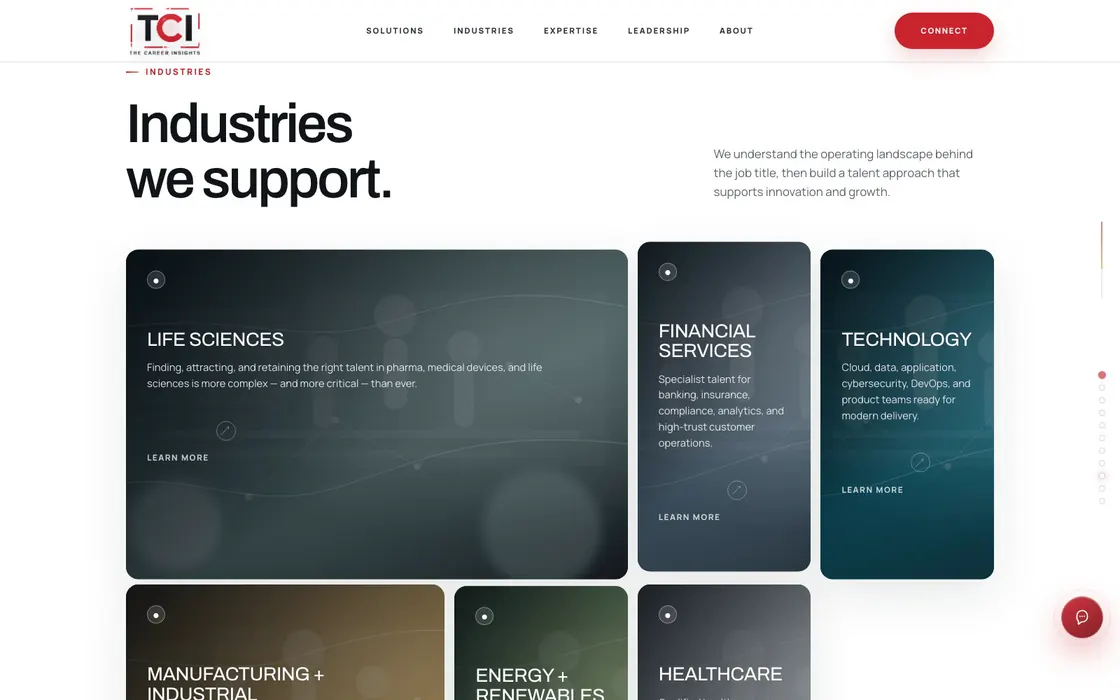 TCI
THE CAREER INSIGHTS
SOLUTIONS
INDUSTRIES
EXPERTISE
LEADERSHIP
ABOUT
CONNECT
INDUSTRIES
Industries
we support.
We understand the operating landscape behind
the job title, then build a talent approach that
supports innovation and growth.
LIFE SCIENCES
Finding, attracting, and retaining the right talent in pharma, medical devices, and life
sciences is more complex — and more critical — than ever.
LEARN MORE
FINANCIAL
SERVICES
Specialist talent for
banking, insurance,
compliance, analytics, and
high-trust customer
operations.
LEARN MORE
TECHNOLOGY
Cloud, data, application,
cybersecurity, DevOps, and
product teams ready for
modern delivery.
LEARN MORE
MANUFACTURING +
INDUSTRIAL
ENERGY +
RENEWABLES
HEALTHCARE